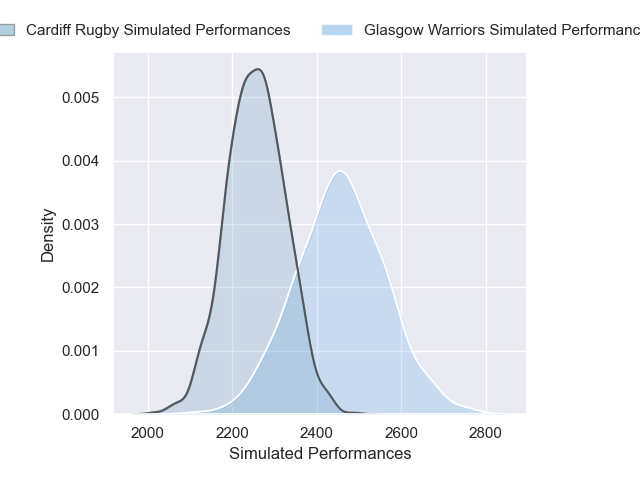 Cardiff Rugby Simulated Performances
Glasgow Warriors Simulated Performanc
0.005
0.004
0.003
0.002
0.001
0.000
Density
2000 2200 2400 2600 2800
Simulated Performances